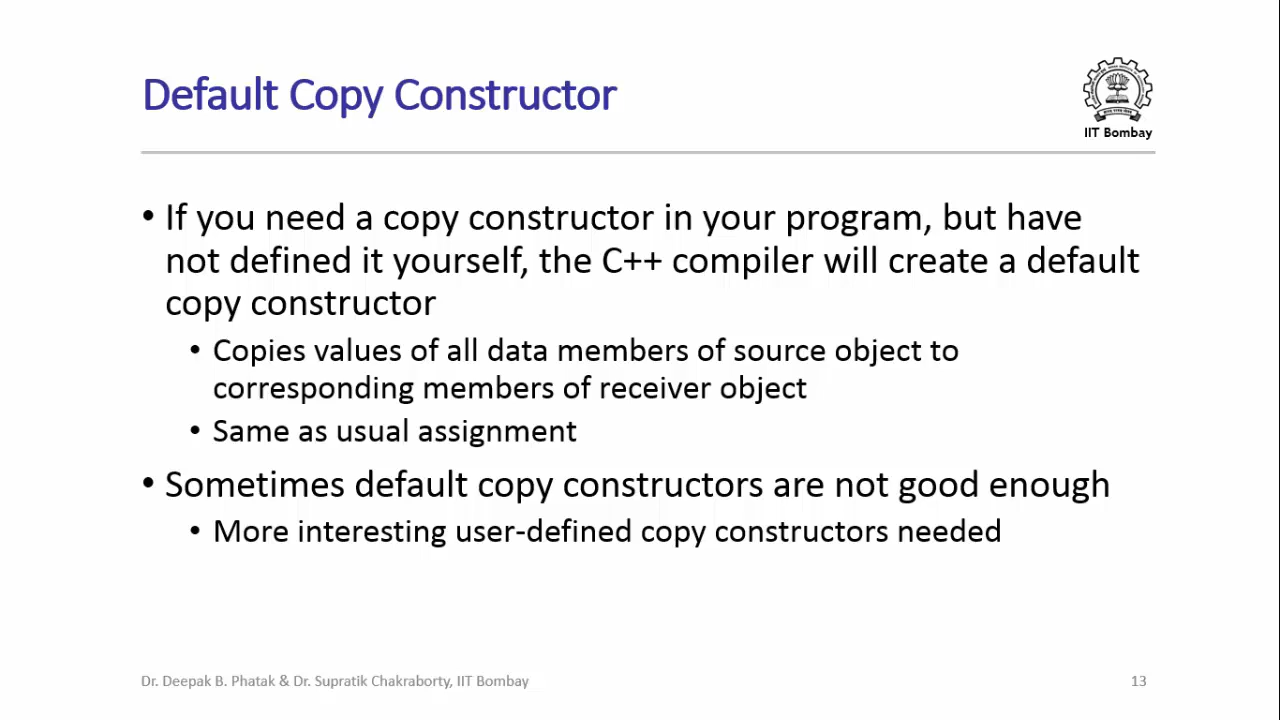 Default Copy Constructor
IIT Bombay
• If you need a copy constructor in your program, but have
not defined it yourself, the C++ compiler will create a default
copy constructor
• Copies values of all data members of source object to
corresponding members of receiver object
• Same as usual assignment
• Sometimes default copy constructors are not good enough
• More interesting user-defined copy constructors needed
Dr. Deepak B. Phatak & Dr. Supratik Chakraborty, IIT Bombay
13